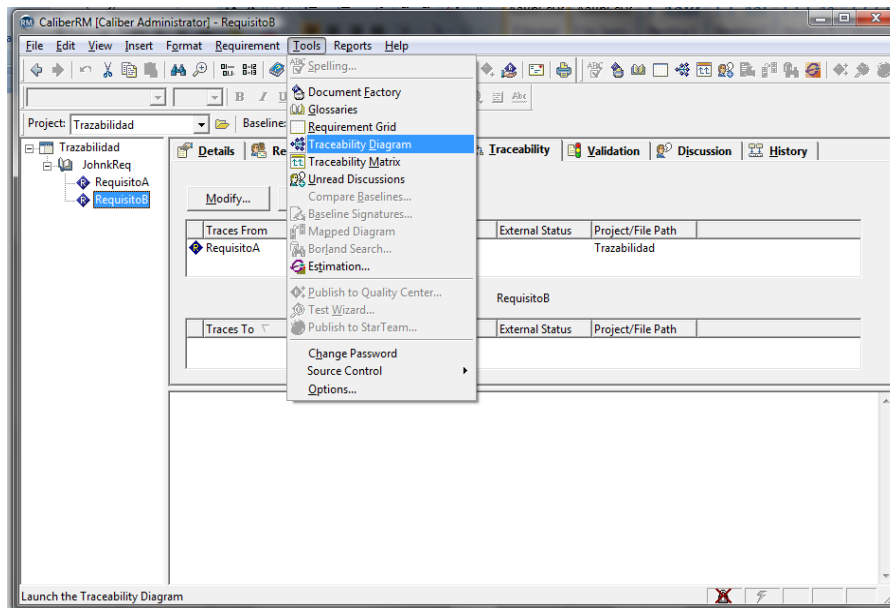 CaliberRM [Caliber Administrator] - RequisitoB
File Edit View Insert Format Requirement Tools Reports Help
Project: Trazabilidad Baseline:
Trazabilidad
JohnkReq
RequisitoA
RequisitoB
Details Re Traceability Validation Discussion History
Modify...
Traces From External Status Project/File Path
RequisitoA Trazabilidad
RequisitoB
Traces To External Status Project/File Path
Spelling...
Document Factory
Glossaries
Requirement Grid
Traceability Diagram
Traceability Matrix
Unread Discussions
Compare Baselines...
Baseline Signatures...
Mapped Diagram
Borland Search...
Estimation...
Publish to Quality Center...
Test Wizard...
Publish to StarTeam...
Change Password
Source Control
Options...
Launch the Traceability Diagram